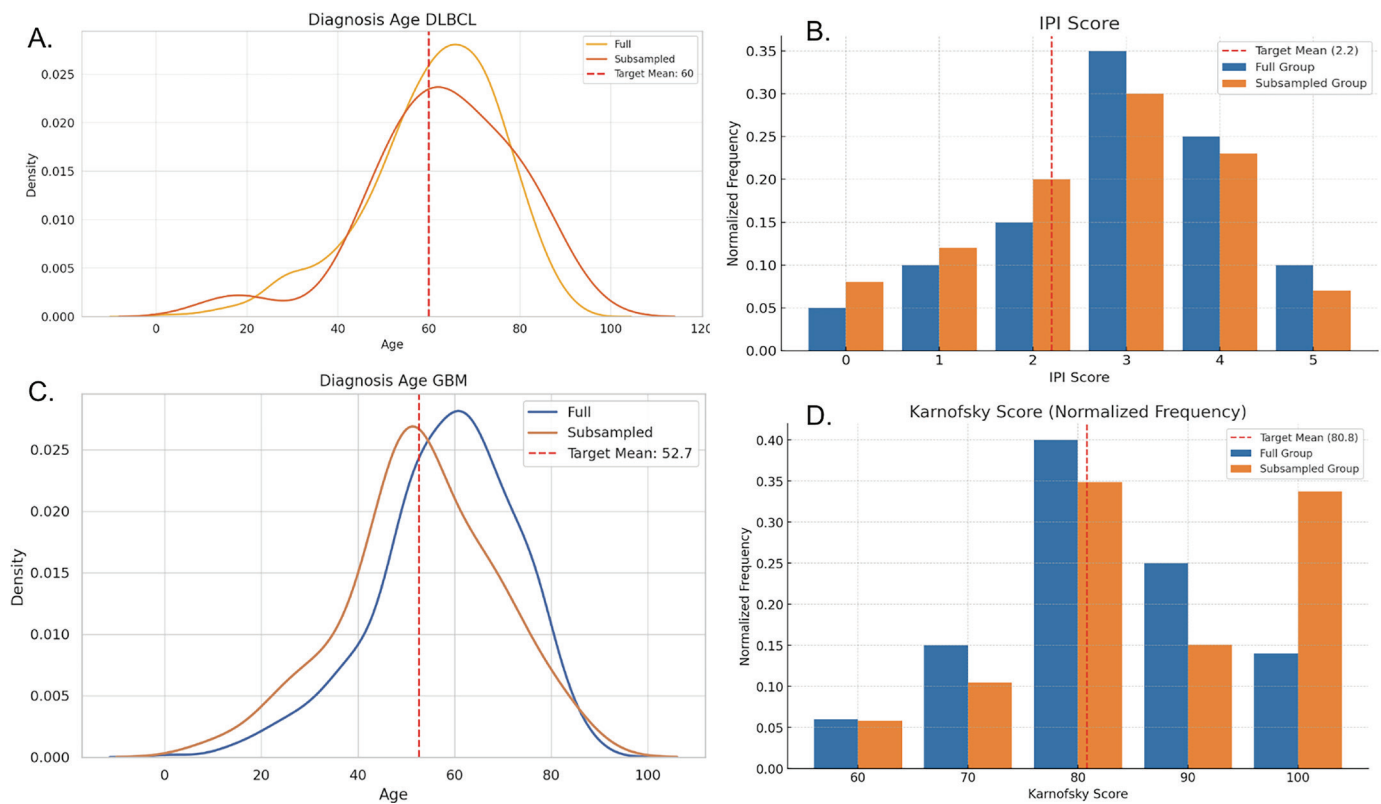 A.
Diagnosis Age DLBCL
Full
Subsampled
Target Mean: 60
0.025
0.020
0.015
0.010
0.005
0.000
Density
0 20 40 60 80 100 120
Age
B.
IPI Score
Target Mean (2.2)
Full Group
Subsampled Group
0.35
0.30
0.25
0.20
0.15
0.10
0.05
0.00
Normalized Frequency
0 1 2 3 4 5
IPI Score
C.
Diagnosis Age GBM
Full
Subsampled
Target Mean: 52.7
0.025
0.020
0.015
0.010
0.005
0.000
Density
0 20 40 60 80 100
Age
D.
Karnofsky Score (Normalized Frequency)
Target Mean (80.8)
Full Group
Subsampled Group
0.40
0.35
0.30
0.25
0.20
0.15
0.10
0.05
0.00
Normalized Frequency
60 70 80 90 100
Karnofsky Score